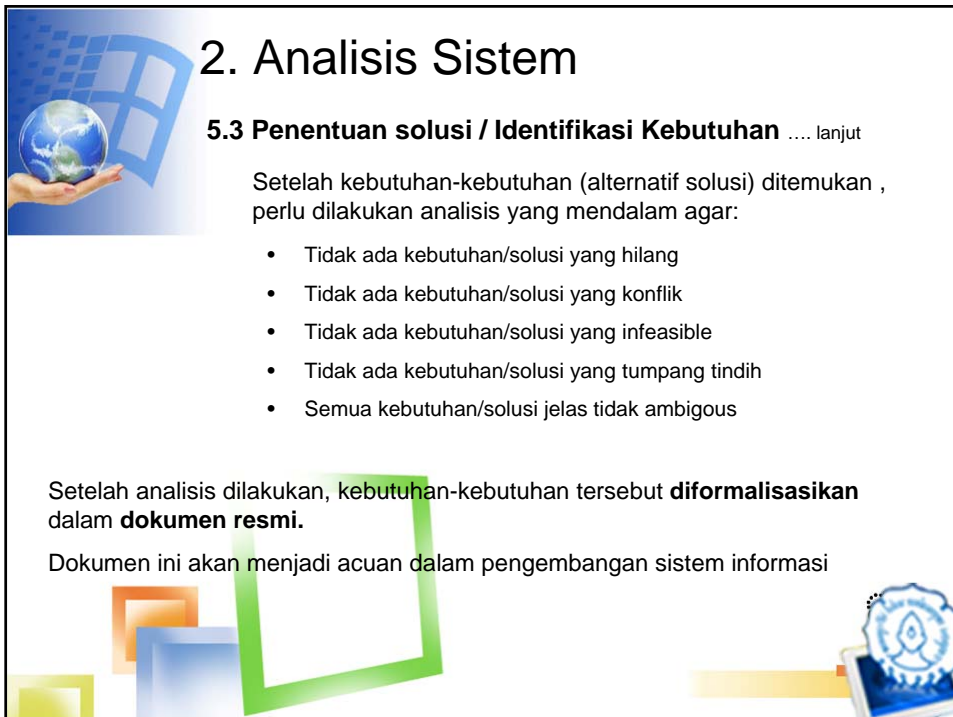 2. Analisis Sistem
5.3 Penentuan solusi / Identifikasi Kebutuhan .... lanjut
Setelah kebutuhan-kebutuhan (alternatif solusi) ditemukan ,
perlu dilakukan analisis yang mendalam agar:
• Tidak ada kebutuhan/solusi yang hilang
• Tidak ada kebutuhan/solusi yang konflik
• Tidak ada kebutuhan/solusi yang infeasible
• Tidak ada kebutuhan/solusi yang tumpang tindih
• Semua kebutuhan/solusi jelas tidak ambigous
Setelah analisis dilakukan, kebutuhan-kebutuhan tersebut diformalisasikan
dalam dokumen resmi.
Dokumen ini akan menjadi acuan dalam pengembangan sistem informasi